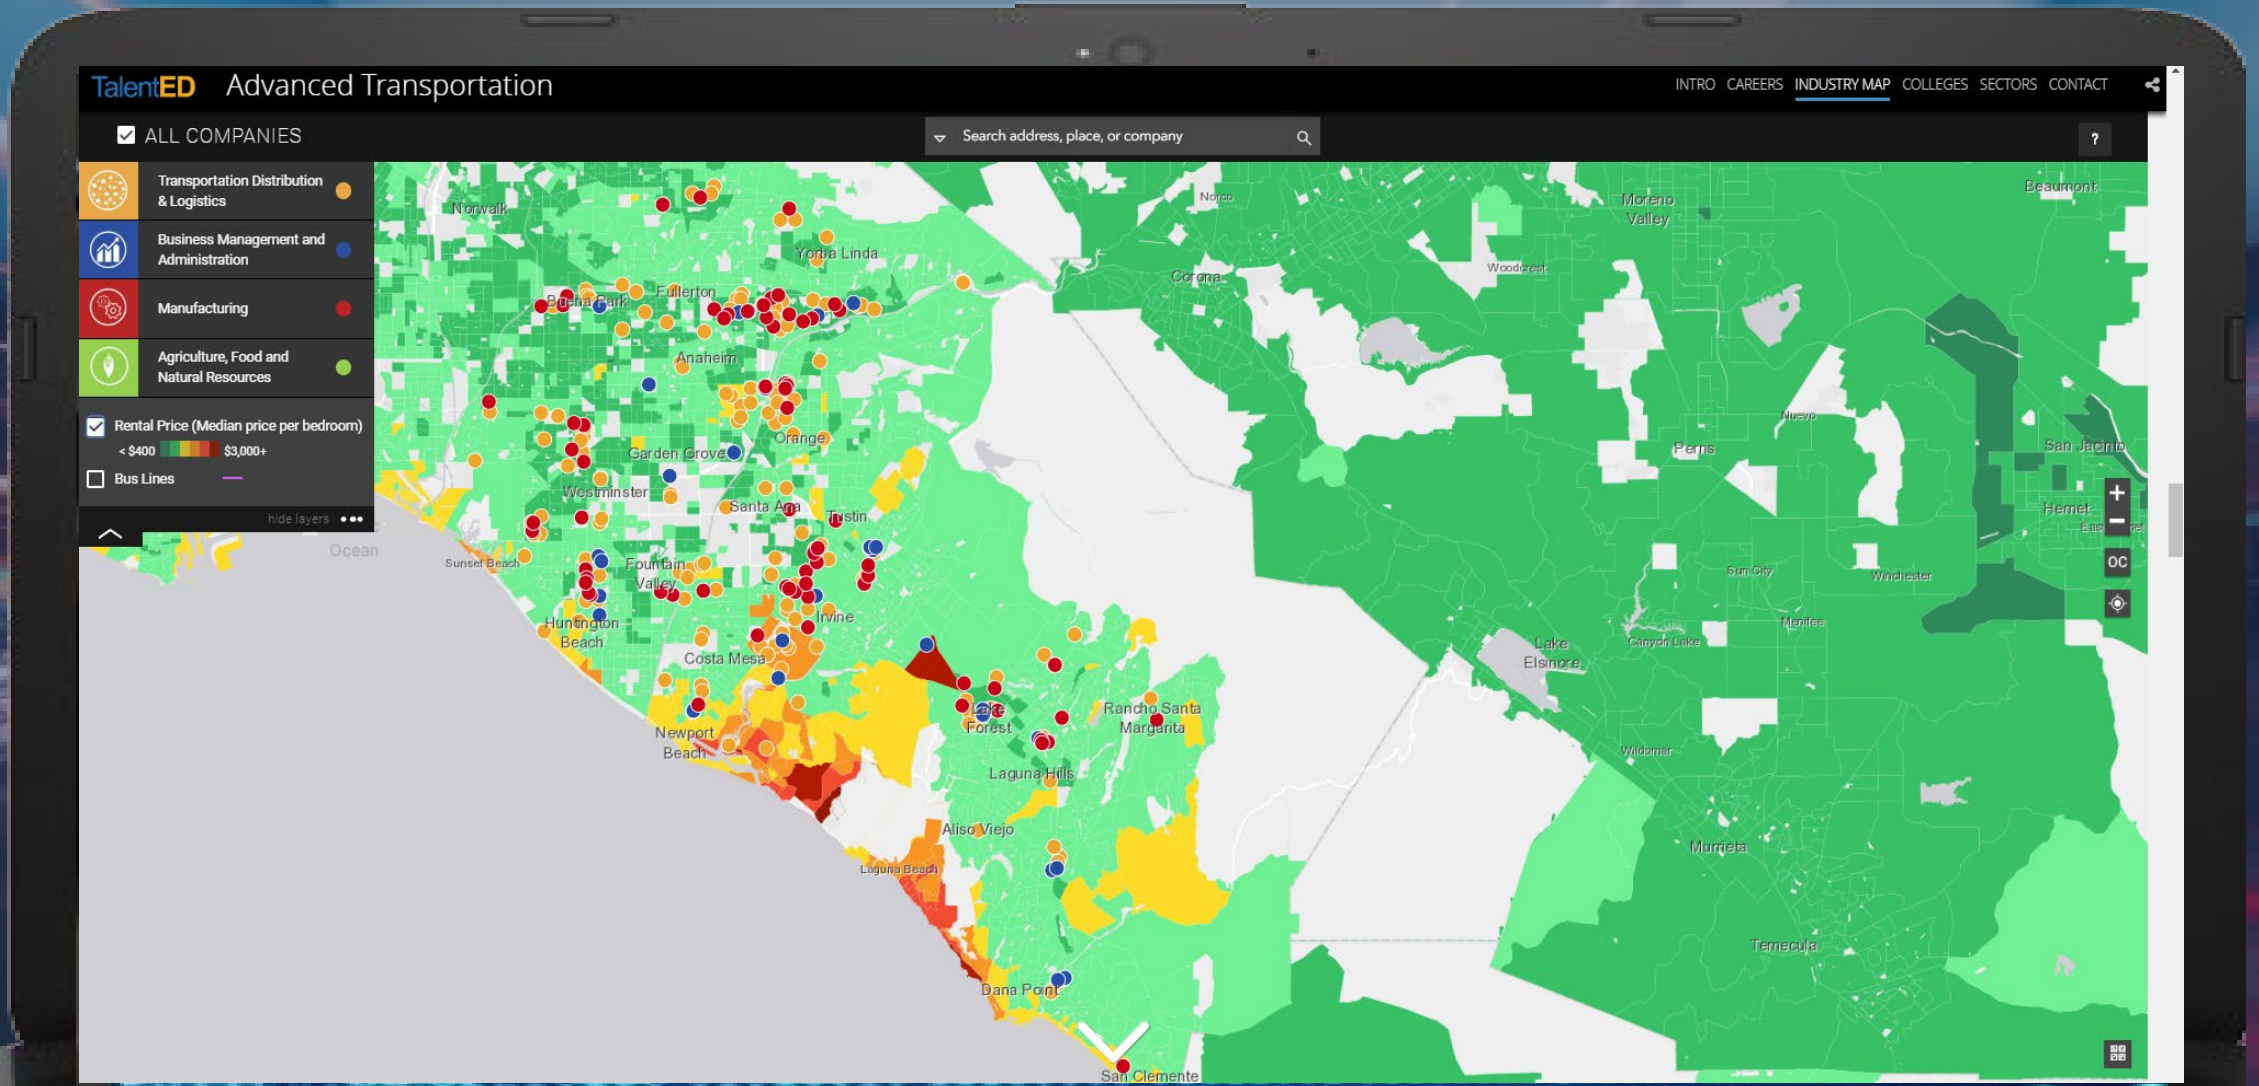 TalentED Advanced Transportation
INTRO CAREERS INDUSTRY MAP COLLEGES SECTORS CONTACT
ALL COMPANIES
Search address, place, or company
?
Transportation Distribution
& Logistics
Business Management and
Administration
Manufacturing
Agriculture, Food and
Natural Resources
Rental Price (Median price per bedroom)
< $400 $3,000+
Bus Lines
hide layers
Norwalk
Yorba Linda
Buena Park
Fullerton
Anaheim
Orange
Garden Grove
Westminster
Santa Ana
Tustin
Ocean
Sunset Beach
Fountain
Valley
Huntington
Beach
Irvine
Costa Mesa
Newport
Beach
Lake
Forest
Rancho Santa
Margarita
Laguna Hills
Aliso Viejo
Laguna Beach
Dana Point
San Clemente
Norco
Corona
Moreno
Valley
Beaumont
Woodcrest
Nuevo
Perris
San Jacinto
Hemet
Sun City
Winchester
Menifee
Lake
Elsinore
Canyon Lake
Wildomar
Murrieta
Temecula
+
−
OC